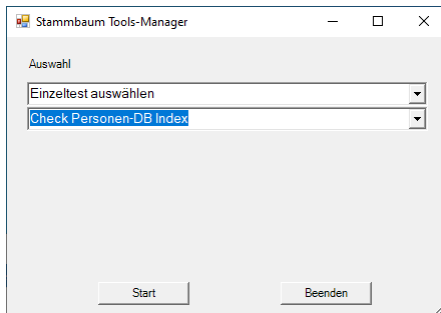 Stammbaum Tools-Manager
Auswahl
Einzeltest auswählen
Check Personen-DB Index
Start Beenden